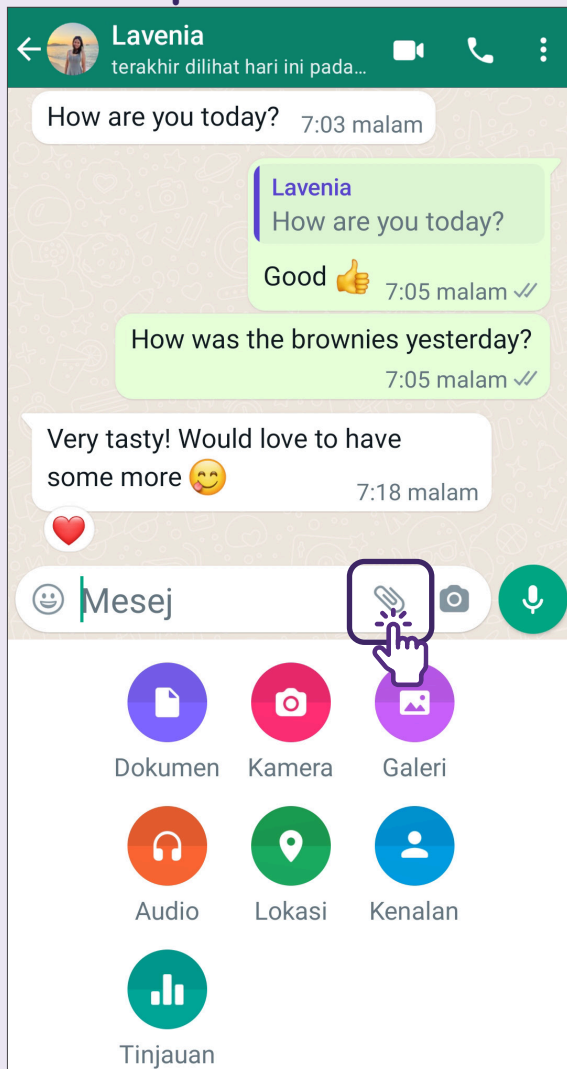 Lavenia
terakhir dilihat hari ini pada...
How are you today? 7:03 malam
Lavenia
How are you today?
Good 👍 7:05 malam
How was the brownies yesterday?
7:05 malam
Very tasty! Would love to have
some more 😋 7:18 malam
Mesej
Dokumen Kamera Galeri
Audio Lokasi Kenalan
Tinjauan